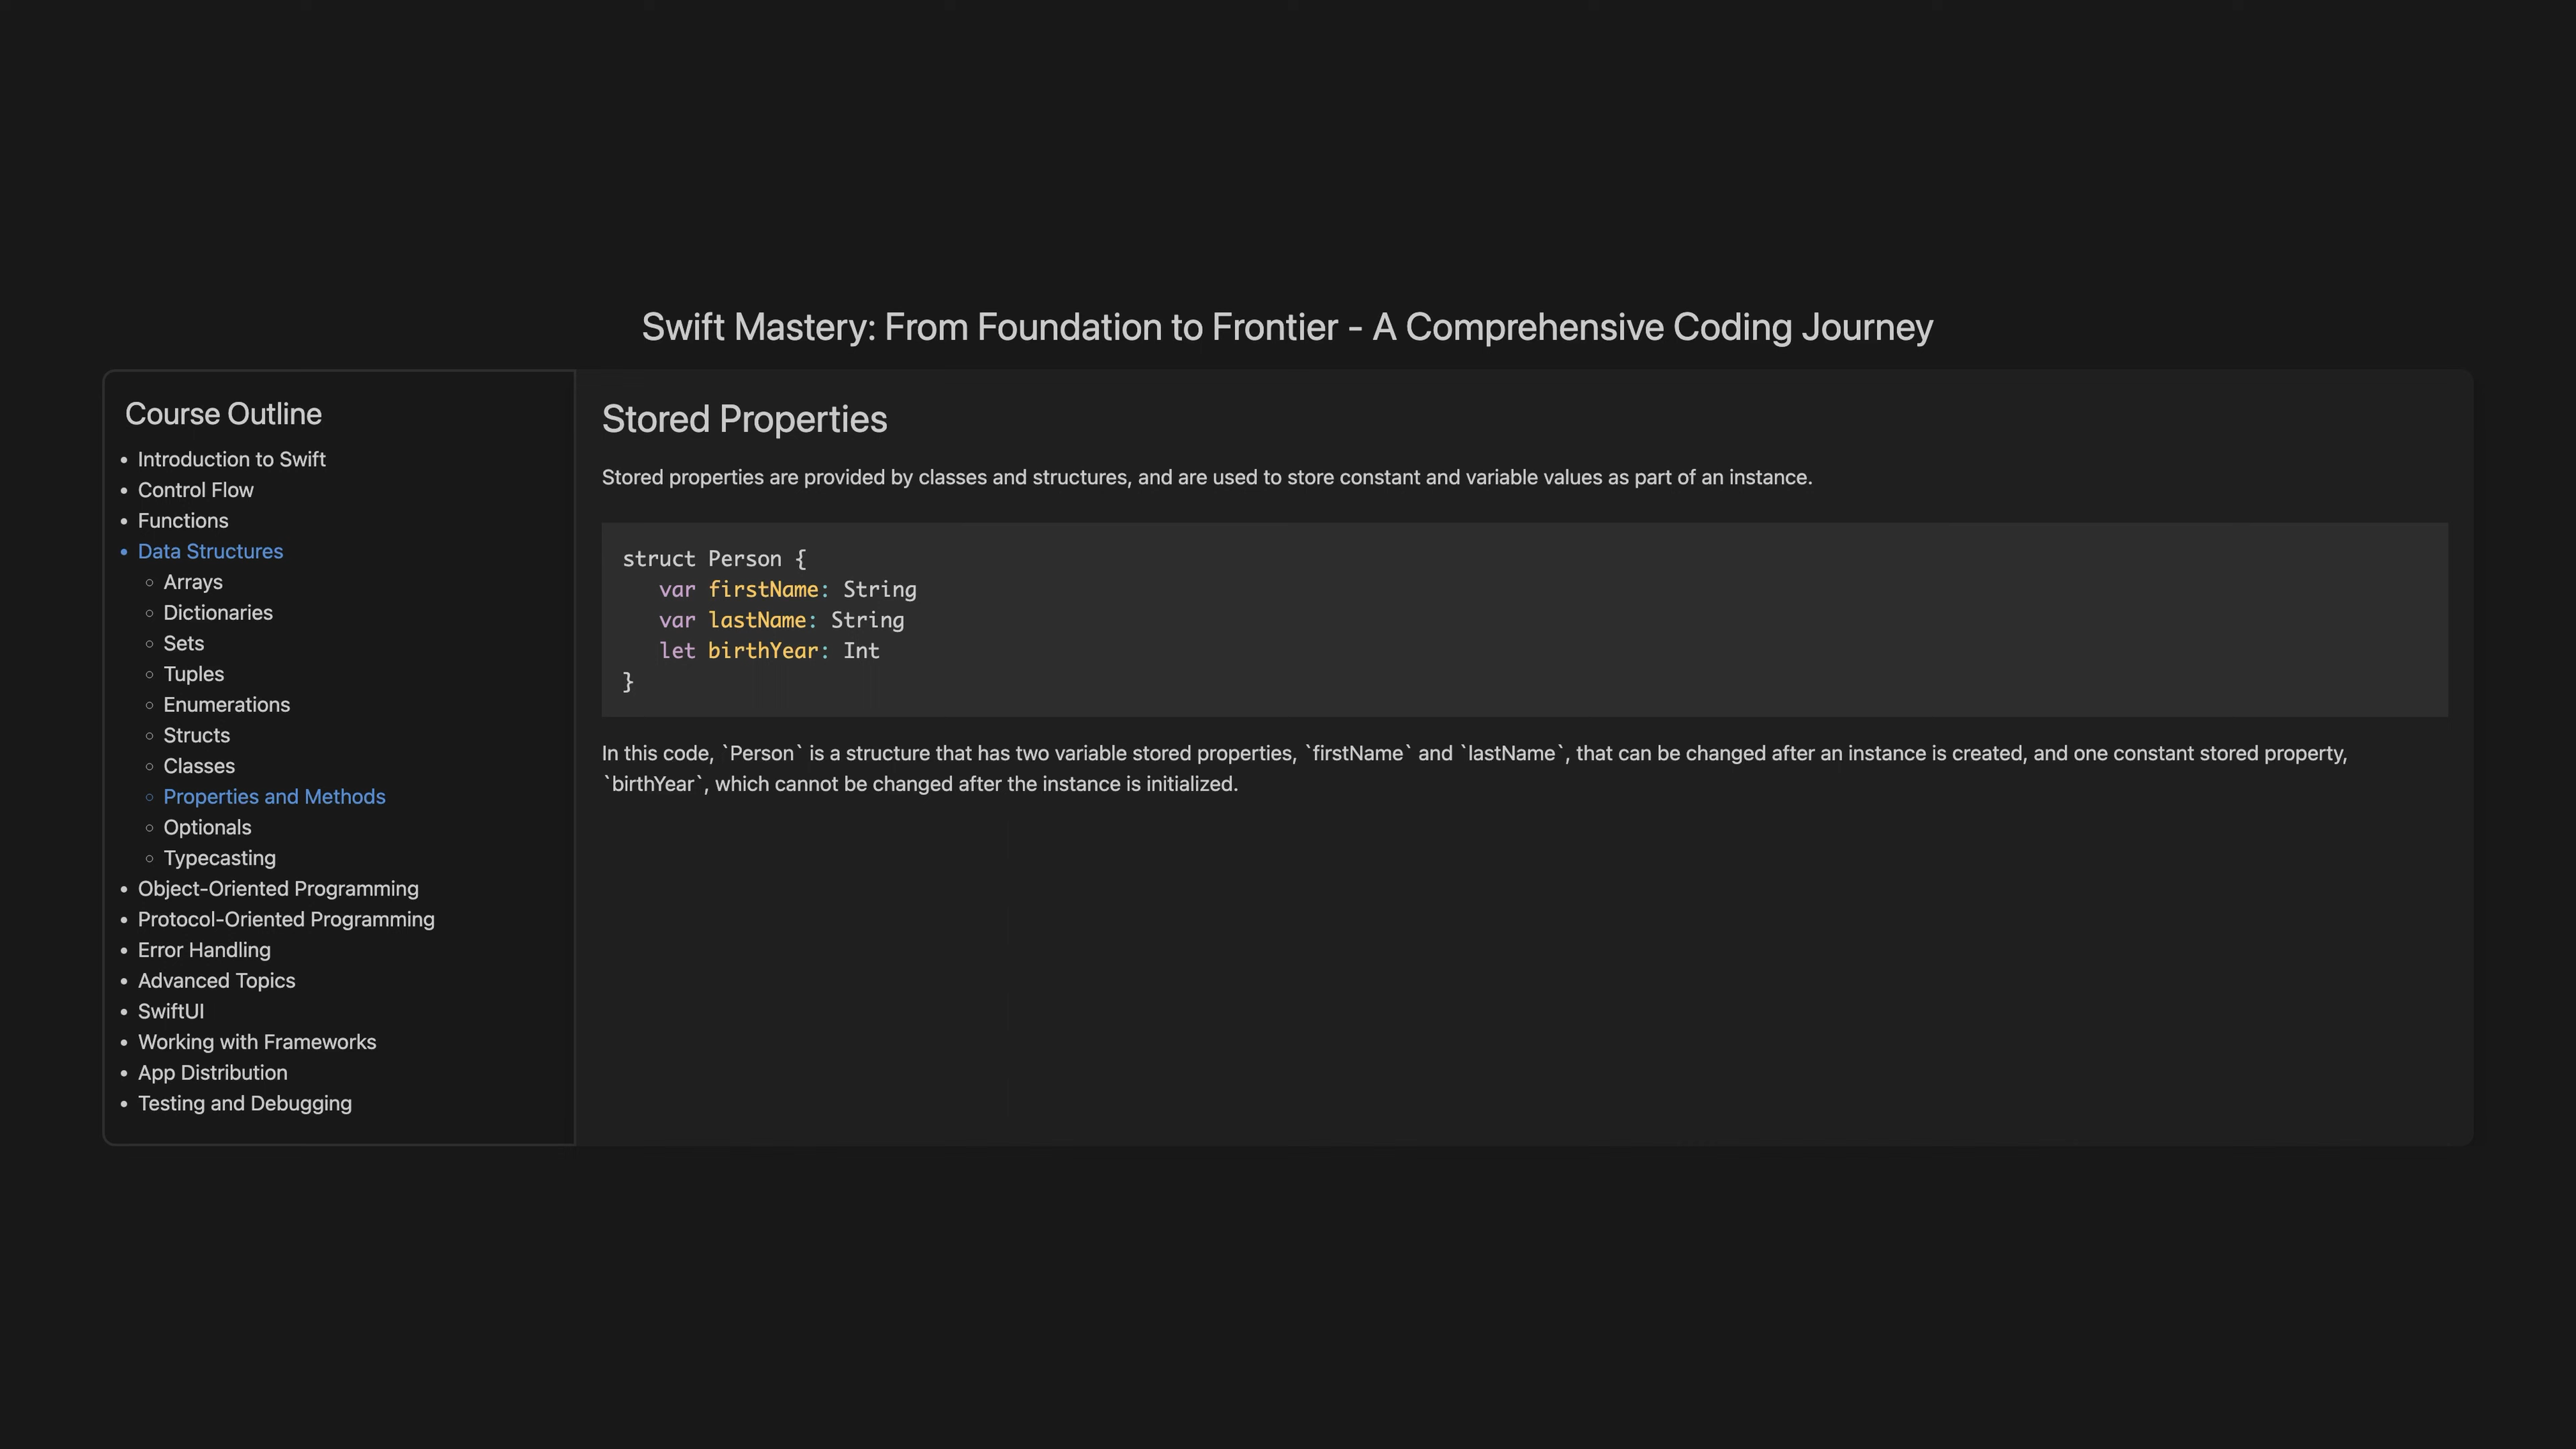 Swift Mastery: From Foundation to Frontier - A Comprehensive Coding Journey
Course Outline
• Introduction to Swift
• Control Flow
• Functions
• Data Structures
◦ Arrays
◦ Dictionaries
◦ Sets
◦ Tuples
◦ Enumerations
◦ Structs
◦ Classes
◦ Properties and Methods
◦ Optionals
◦ Typecasting
• Object-Oriented Programming
• Protocol-Oriented Programming
• Error Handling
• Advanced Topics
• SwiftUI
• Working with Frameworks
• App Distribution
• Testing and Debugging
Stored Properties
Stored properties are provided by classes and structures, and are used to store constant and variable values as part of an instance.
struct Person {
   var firstName: String
   var lastName: String
   let birthYear: Int
}
In this code, `Person` is a structure that has two variable stored properties, `firstName` and `lastName`, that can be changed after an instance is created, and one constant stored property,
`birthYear`, which cannot be changed after the instance is initialized.